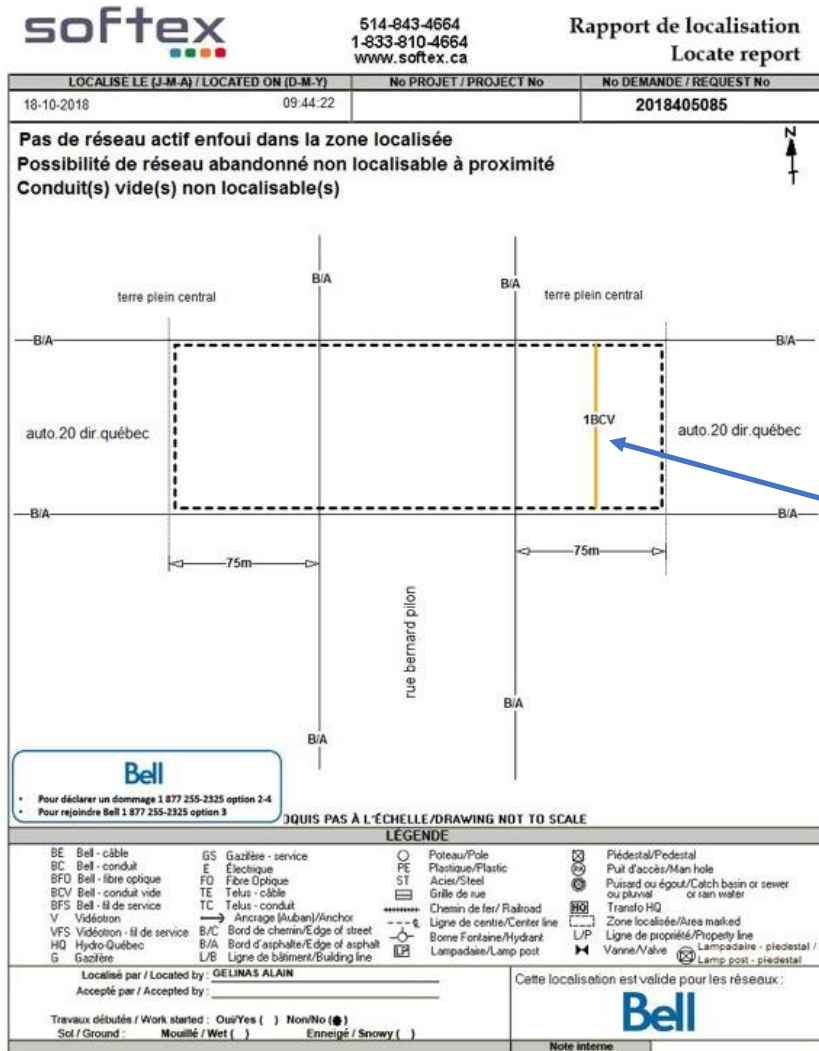 softex
514-843-4664
1-833-810-4664
www.softex.ca
Rapport de localisation
Locate report
LOCALISÉ LE (J-M-A) / LOCATED ON (D-M-Y)
No PROJET / PROJECT No
No DEMANDE / REQUEST No
18-10-2018
09:44:22
2018405085
Pas de réseau actif enfoui dans la zone localisée
Possibilité de réseau abandonné non localisable à proximité
Conduit(s) vide(s) non localisable(s)
N
B/A
B/A
terre plein central
terre plein central
B/A
B/A
1BCV
auto.20 dir.québec
auto.20 dir.québec
B/A
B/A
75m
75m
rue bernard pilon
B/A
B/A
Bell
• Pour déclarer un dommage 1 877 255-2325 option 2-4
• Pour rejoindre Bell 1 877 255-2325 option 3
OQUIS PAS À L'ÉCHELLE/DRAWING NOT TO SCALE
LÉGENDE
BE Bell - câble
BC Bell - conduit
BFO Bell - fibre optique
BCV Bell - conduit vide
BFS Bell - fil de service
V Vidéotron
VFS Vidéotron - fil de service
HQ Hydro-Québec
G Gazifère
GS Gazifère - service
E Électrique
FO Fibre Optique
TE Telus - câble
TC Telus - conduit
Ancrage (Auban)/Anchor
B/C Bord de chemin/Edge of street
B/A Bord d'asphalte/Edge of asphalt
L/B Ligne de bâtiment/Building line
Poteau/Pole
PE Plastique/Plastic
ST Acier/Steel
Grille de rue
Chemin de fer/ Railroad
Ligne de centre/Center line
Borne Fontaine/Hydrant
LP Lampadaire/Lamp post
Piédestal/Pedestal
PA Puit d'accès/Man hole
Puisard ou égout/Catch basin or sewer
ou pluvial or rain water
HQ Transfo HQ
Zone localisée/Area marked
L/P Ligne de propriété/Property line
Vanne/Valve
Lampadaire - piedestal /
Lamp post - piedestal
Localisé par / Located by : GELINAS ALAIN
Accepté par / Accepted by :
Travaux débutés / Work started : Oui/Yes ( ) Non/No (●)
Sol / Ground : Mouillé / Wet ( ) Enneigé / Snowy ( )
Cette localisation est valide pour les réseaux :
Bell
Note interne